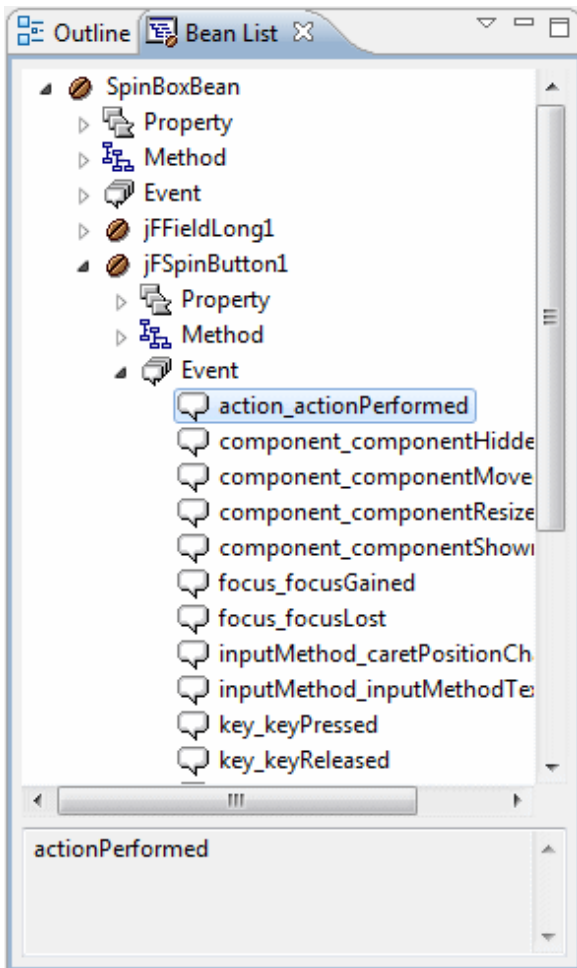 Outline Bean List
SpinBoxBean
Property
Method
Event
jFFieldLong1
jFSpinButton1
Property
Method
Event
action_actionPerformed
component_componentHidde
component_componentMove
component_componentResize
component_componentShow
focus_focusGained
focus_focusLost
inputMethod_caretPositionCh
inputMethod_inputMethodTe
key_keyPressed
key_keyReleased
actionPerformed